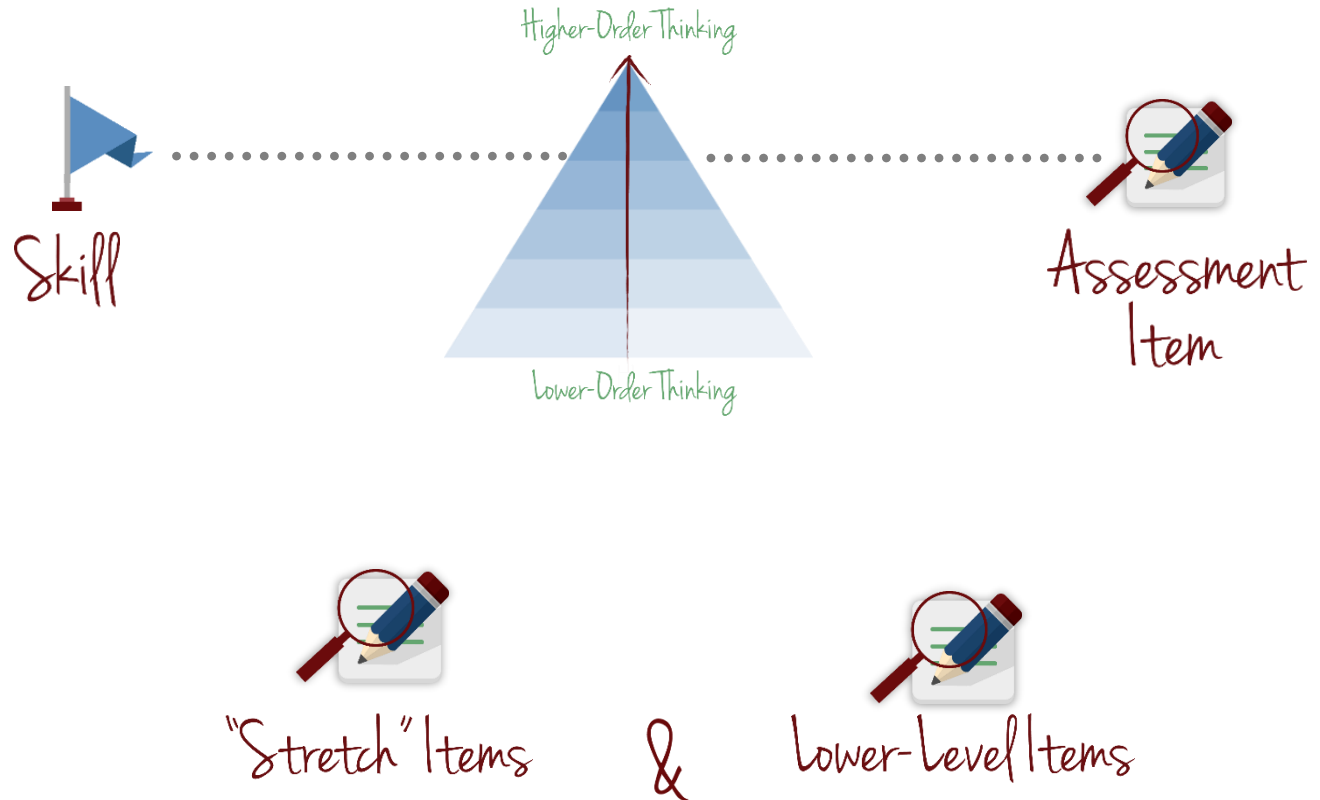 Higher-Order Thinking
Skill
Assessment
Item
Lower-Order Thinking
"Stretch" Items
&
Lower-Level Items